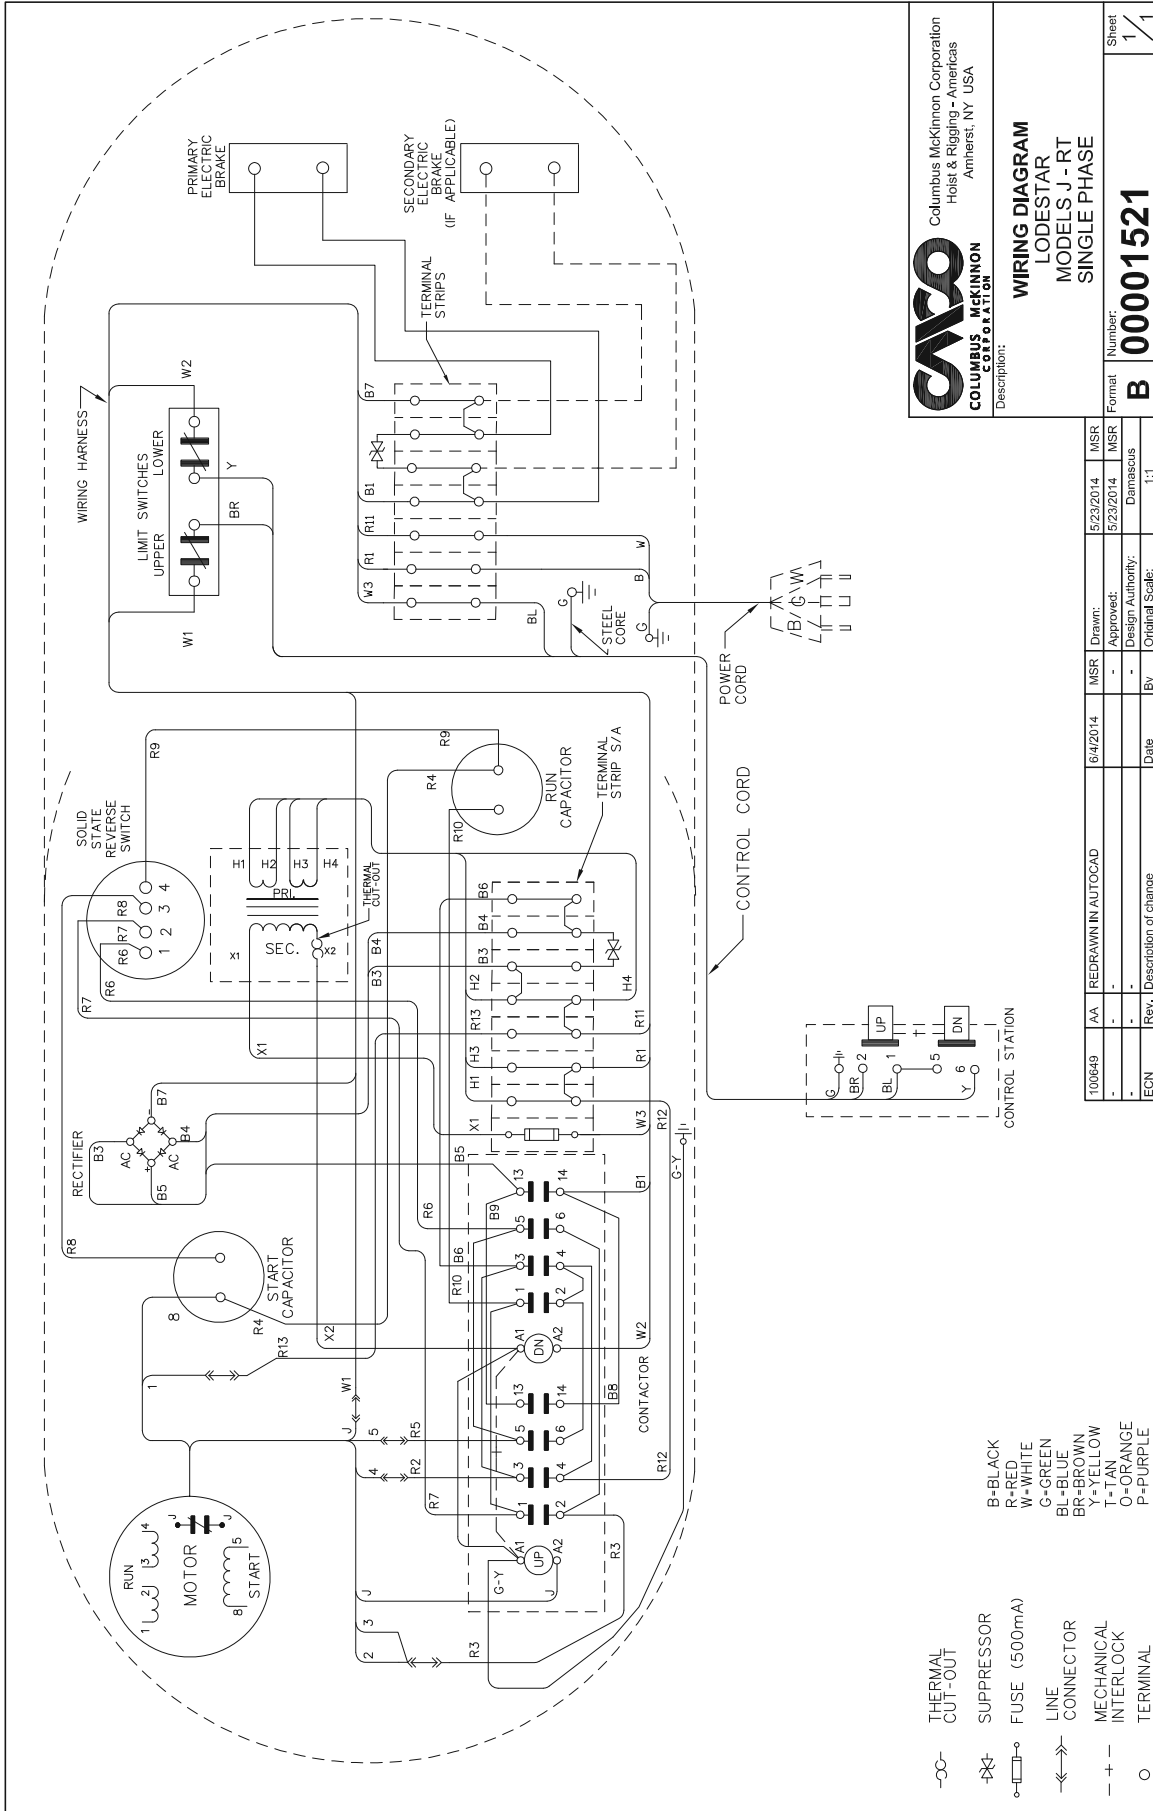 WIRING HARNESS
LIMIT SWITCHES
UPPER
LOWER
W1
W2
BR
Y
PRIMARY
ELECTRIC
BRAKE
SECONDARY
ELECTRIC
BRAKE
(IF APPLICABLE)
TERMINAL
STRIPS
W3
R1
R11
B1
B7
BL
G
STEEL
CORE
G
B
W
POWER
CORD
B/G\W
SOLID
STATE
REVERSE
SWITCH
R6
R7
R8
1
2
3
4
R9
R7
R6
H1
H2
H3
H4
PRI.
SEC.
X1
X2
THERMAL
CUT-OUT
X1
B3
B4
R4
R9
R10
RUN
CAPACITOR
TERMINAL
STRIP S/A
X1
H1
H3
R13
H2
B3
B4
B6
W3
R12
R1
R11
H4
CONTROL CORD
RECTIFIER
B3
AC
-
B7
+
AC
B4
B5
R8
8
START
CAPACITOR
R4
R13
X2
1
W1
B5
R6
B6
R10
B9
J
5
4
R5
R2
R7
RUN
1
2
3
4
J
J
MOTOR
8
5
START
J
3
2
R3
G-Y
A1
UP
A2
J
1
2
3
4
5
6
13
14
A1
DN
A2
1
2
3
4
5
6
13
14
R3
R12
B8
W2
B1
G-Y
CONTACTOR
G
BR
BL
Y
2
1
5
6
UP
DN
CONTROL STATION
THERMAL
CUT-OUT
SUPPRESSOR
FUSE (500mA)
LINE
CONNECTOR
MECHANICAL
INTERLOCK
TERMINAL
B=BLACK
R=RED
W=WHITE
G=GREEN
BL=BLUE
BR=BROWN
Y=YELLOW
T=TAN
O=ORANGE
P=PURPLE
100649 AA REDRAWN IN AUTOCAD 6/4/2014 MSR
- - - - -
- - - - -
ECN Rev. Description of change Date By
Drawn: 5/23/2014 MSR
Approved: 5/23/2014 MSR
Design Authority: Damascus
Original Scale: 1:1
COLUMBUS McKINNON
CORPORATION
Columbus McKinnon Corporation
Hoist & Rigging - Americas
Amherst, NY USA
Description:
WIRING DIAGRAM
LODESTAR
MODELS J - RT
SINGLE PHASE
Format
B
Number:
00001521
Sheet
1/1